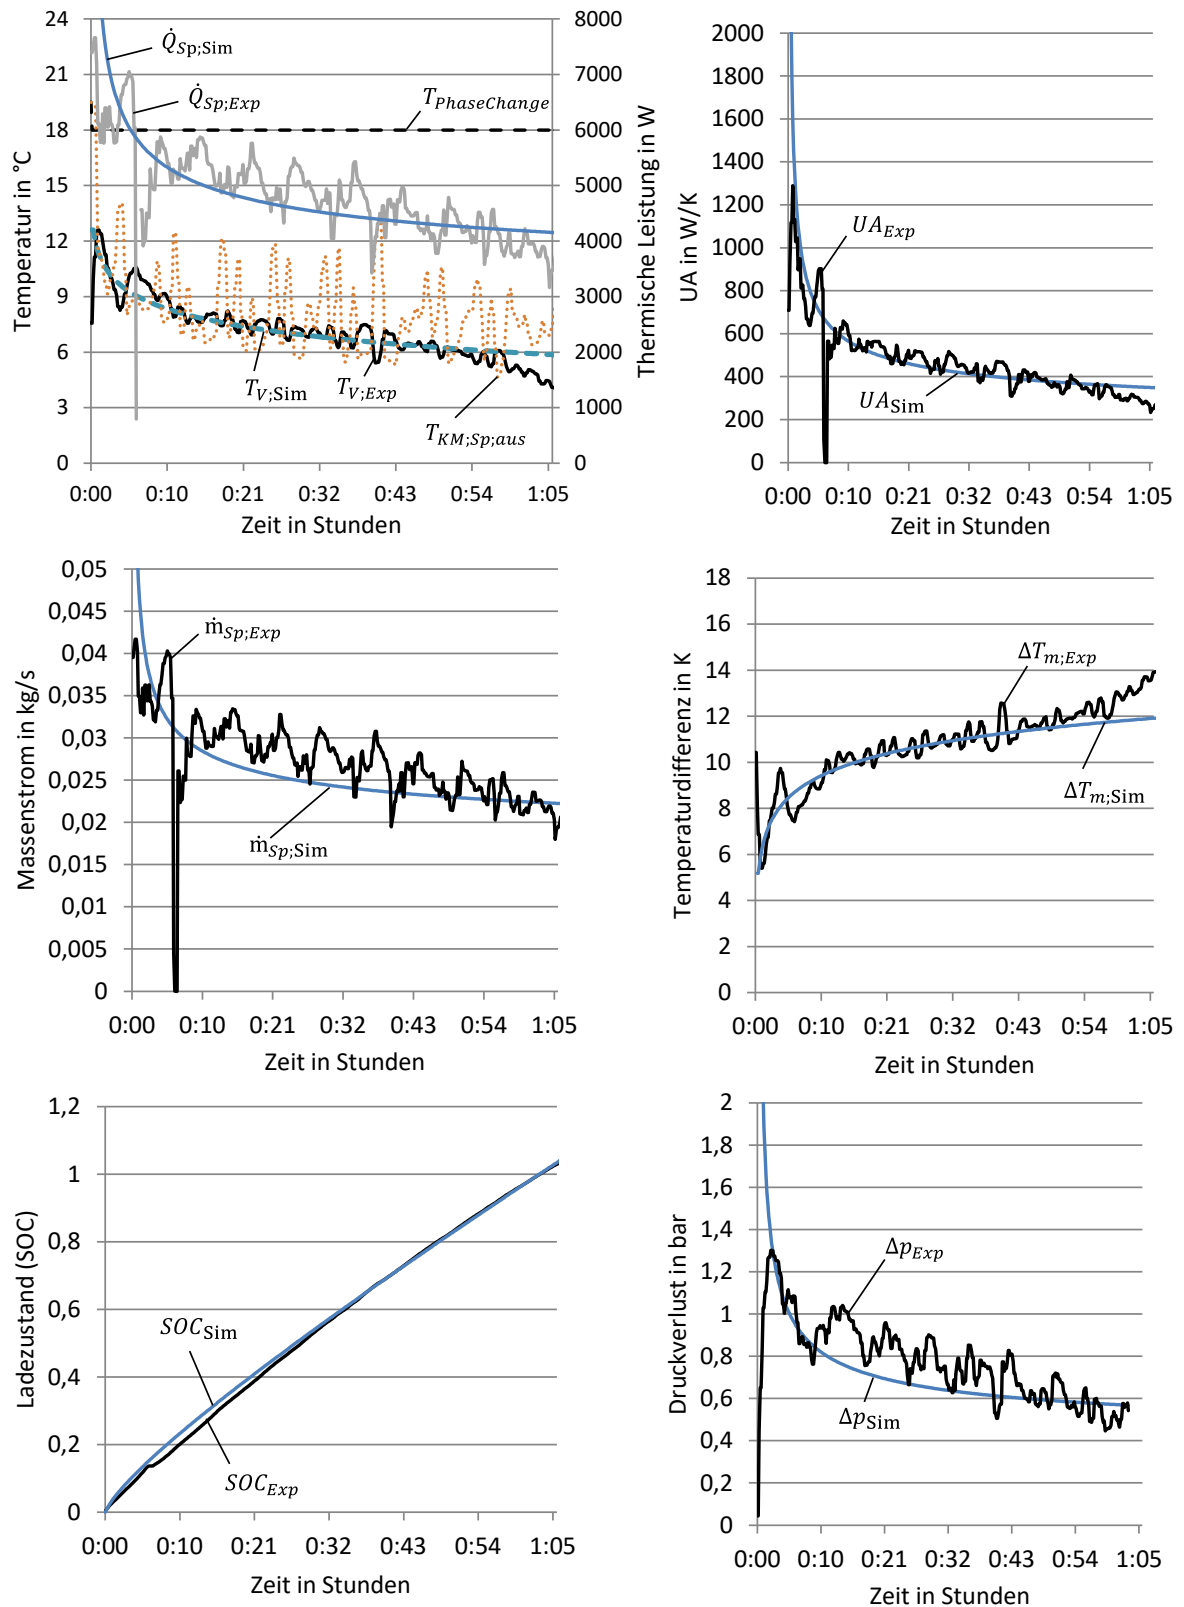 24
21
18
15
12
9
6
3
0
Temperatur in °C
8000
7000
6000
5000
4000
3000
2000
1000
0
Thermische Leistung in W
Q̇Sp;Sim
Q̇Sp;Exp
TPhaseChange
TV;Sim
TV;Exp
TKM;Sp;aus
0:00 0:10 0:21 0:32 0:43 0:54 1:05
Zeit in Stunden
2000
1800
1600
1400
1200
1000
800
600
400
200
0
UA in W/K
UAExp
UASim
0:00 0:10 0:21 0:32 0:43 0:54 1:05
Zeit in Stunden
0,05
0,045
0,04
0,035
0,03
0,025
0,02
0,015
0,01
0,005
0
Massenstrom in kg/s
ṁSp;Exp
ṁSp;Sim
0:00 0:10 0:21 0:32 0:43 0:54 1:05
Zeit in Stunden
18
16
14
12
10
8
6
4
2
0
Temperaturdifferenz in K
ΔTm;Exp
ΔTm;Sim
0:00 0:10 0:21 0:32 0:43 0:54 1:05
Zeit in Stunden
1,2
1
0,8
0,6
0,4
0,2
0
Ladezustand (SOC)
SOCSim
SOCExp
0:00 0:10 0:21 0:32 0:43 0:54 1:05
Zeit in Stunden
2
1,8
1,6
1,4
1,2
1
0,8
0,6
0,4
0,2
0
Druckverlust in bar
ΔpExp
ΔpSim
0:00 0:10 0:21 0:32 0:43 0:54 1:05
Zeit in Stunden